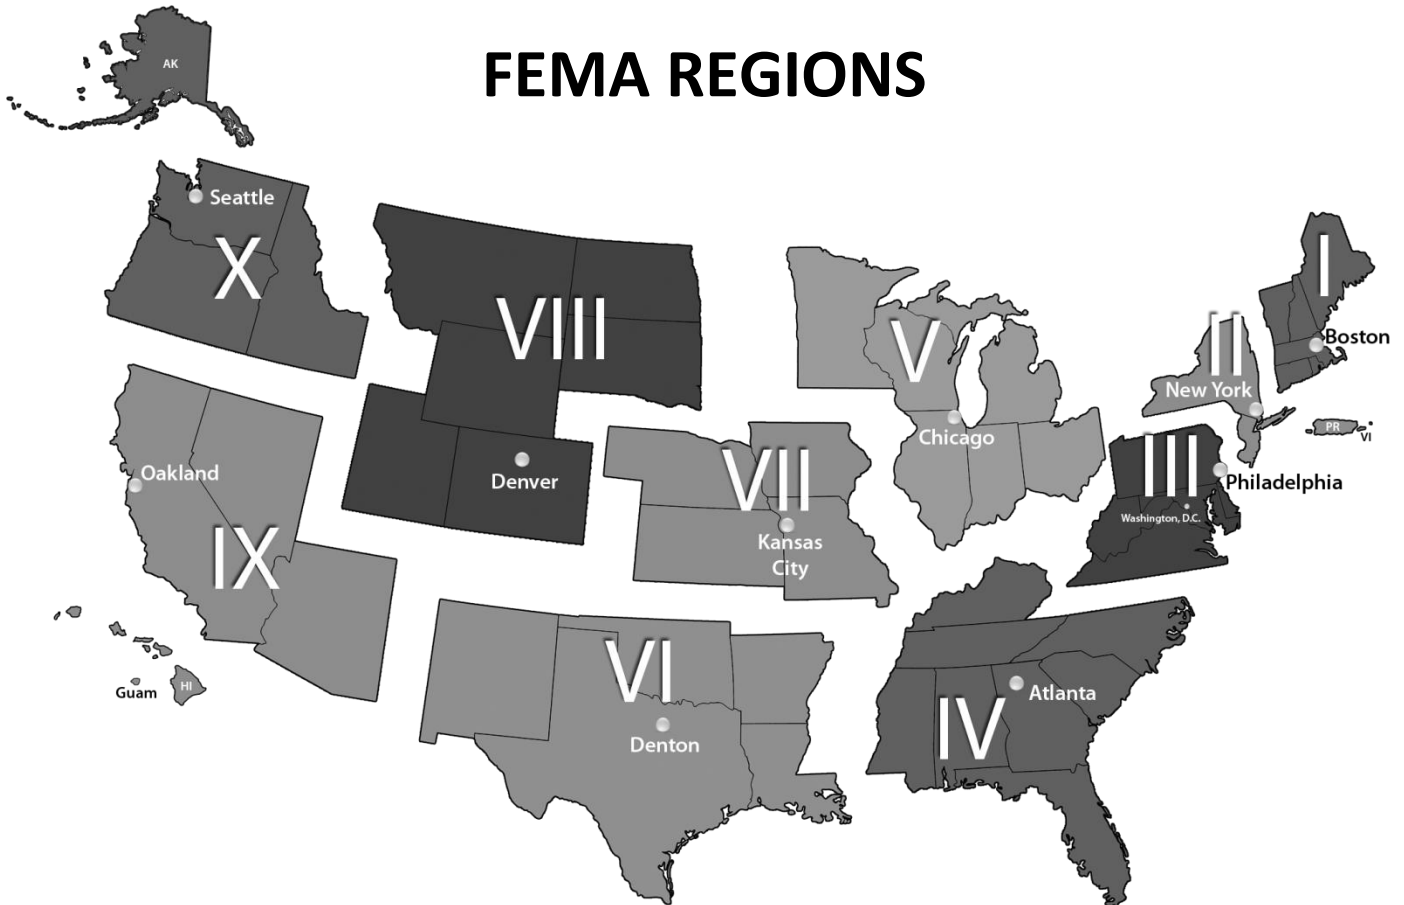 FEMA REGIONS
AK
Seattle
X
VIII
V
I
II
Boston
New York
PR
VI
Chicago
III
Philadelphia
Washington, D.C.
VII
Kansas
City
Denver
Oakland
IX
Guam
HI
VI
Denton
Atlanta
IV